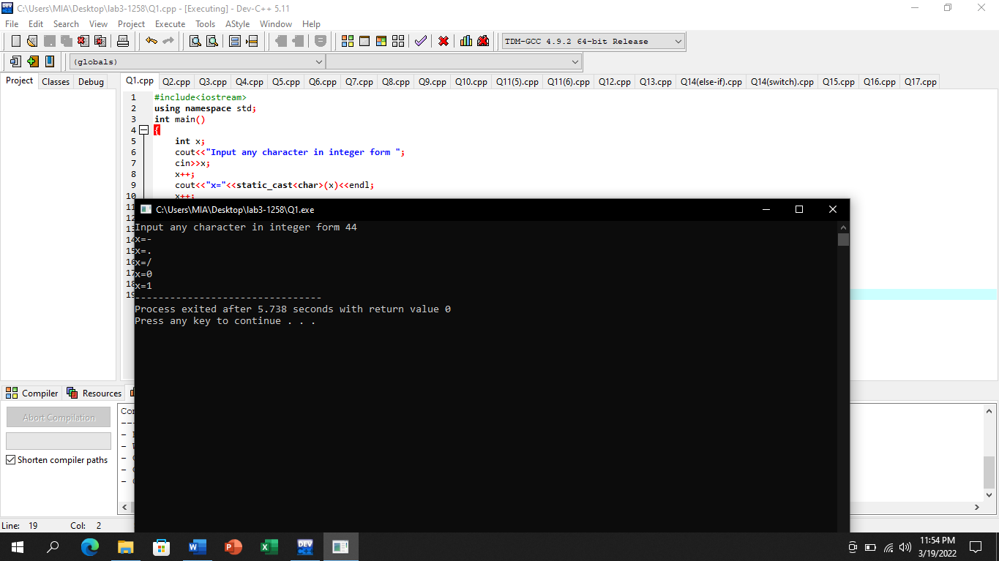 C:\Users\MIA\Desktop\lab3-1258\Q1.cpp - [Executing] - Dev-C++ 5.11
File Edit Search View Project Execute Tools AStyle Window Help
TDM-GCC 4.9.2 64-bit Release
(globals)
Project Classes Debug
Q1.cpp Q2.cpp Q3.cpp Q4.cpp Q5.cpp Q6.cpp Q7.cpp Q8.cpp Q9.cpp Q10.cpp Q11(5).cpp Q11(6).cpp Q12.cpp Q13.cpp Q14(else-if).cpp Q14(switch).cpp Q15.cpp Q16.cpp Q17.cpp
1 #include<iostream>
2 using namespace std;
3 int main()
4 {
5 int x;
6 cout<<"Input any character in integer form ";
7 cin>>x;
8 x++;
9 cout<<"x="<<static_cast<char>(x)<<endl;
10 x++;
11
12
13
14
15
16
17
18
19
C:\Users\MIA\Desktop\lab3-1258\Q1.exe
Input any character in integer form 44
x=-
x=.
x=/
x=0
x=1
--------------------------------
Process exited after 5.738 seconds with return value 0
Press any key to continue . . .
Compiler Resources
Abort Compilation
Shorten compiler paths
Line: 19 Col: 2
11:54 PM
3/19/2022